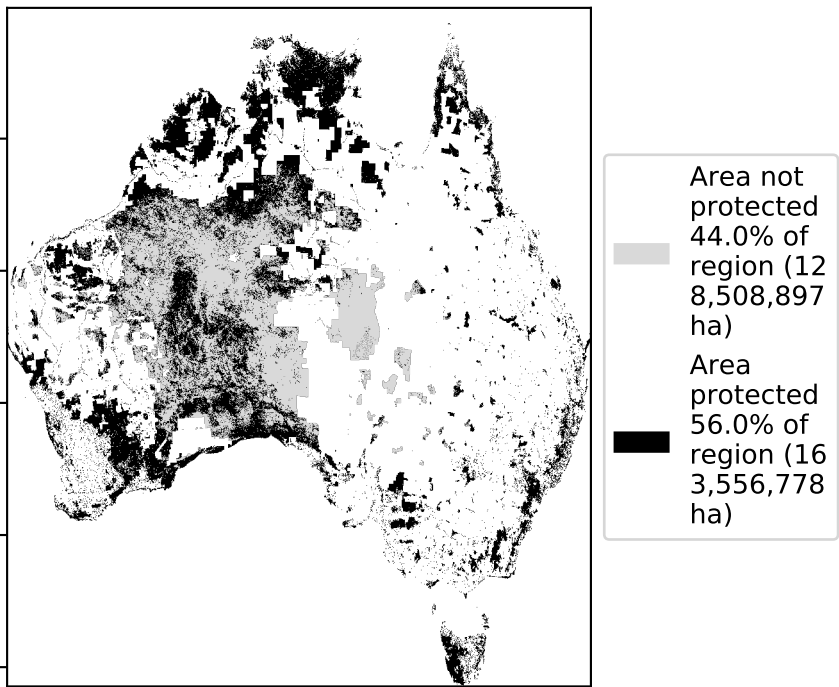 Area not
protected
44.0% of
region (12
8,508,897
ha)
Area
protected
56.0% of
region (16
3,556,778
ha)